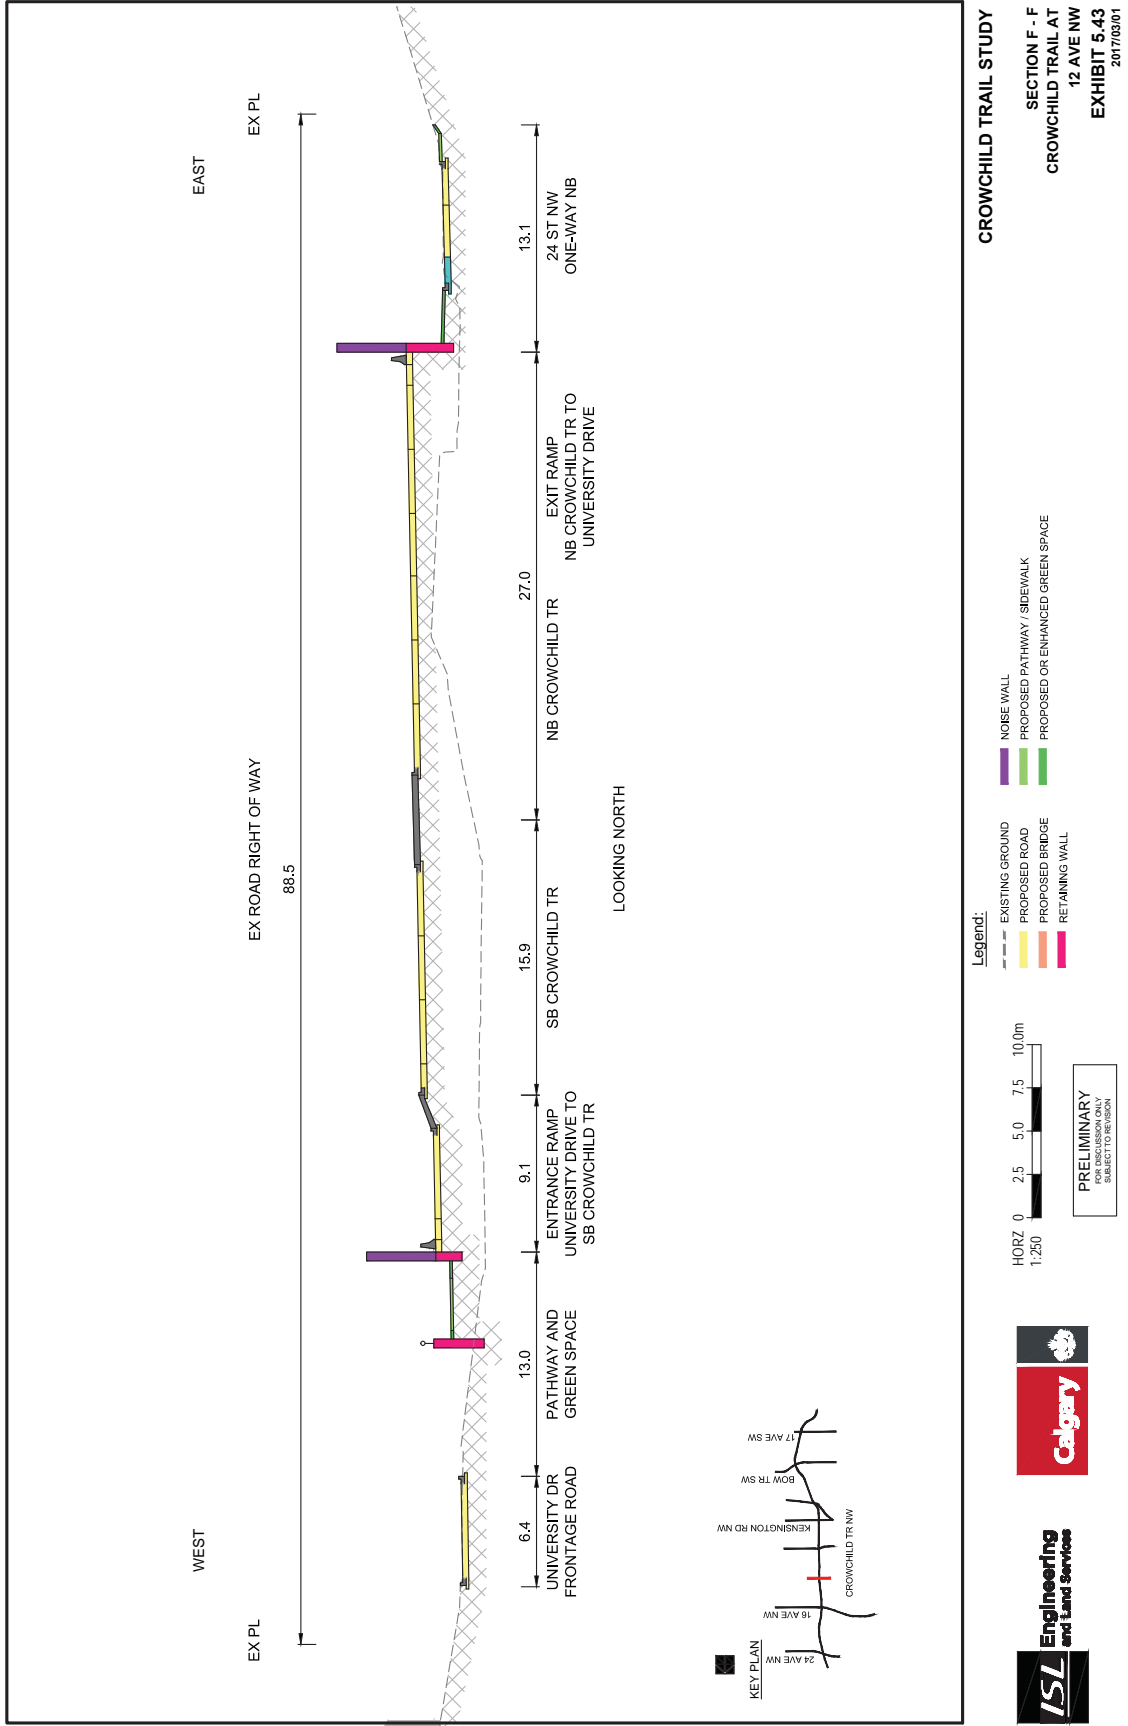 WEST
EAST
EX PL
EX ROAD RIGHT OF WAY
EX PL
88.5
6.4
13.0
9.1
15.9
27.0
13.1
UNIVERSITY DR
FRONTAGE ROAD
PATHWAY AND
GREEN SPACE
ENTRANCE RAMP
UNIVERSITY DRIVE TO
SB CROWCHILD TR
SB CROWCHILD TR
NB CROWCHILD TR
EXIT RAMP
NB CROWCHILD TR TO
UNIVERSITY DRIVE
24 ST NW
ONE-WAY NB
LOOKING NORTH
KEY PLAN
24 AVE NW
16 AVE NW
KENSINGTON RD NW
BOW TR SW
17 AVE SW
CROWCHILD TR NW
ISL Engineering
and Land Services
Calgary
HORZ
1:250
0 2.5 5.0 7.5 10.0m
PRELIMINARY
FOR DISCUSSION ONLY
SUBJECT TO REVISION
Legend:
EXISTING GROUND
PROPOSED ROAD
PROPOSED BRIDGE
RETAINING WALL
NOISE WALL
PROPOSED PATHWAY / SIDEWALK
PROPOSED OR ENHANCED GREEN SPACE
CROWCHILD TRAIL STUDY
SECTION F - F
CROWCHILD TRAIL AT
12 AVE NW
EXHIBIT 5.43
2017/03/01